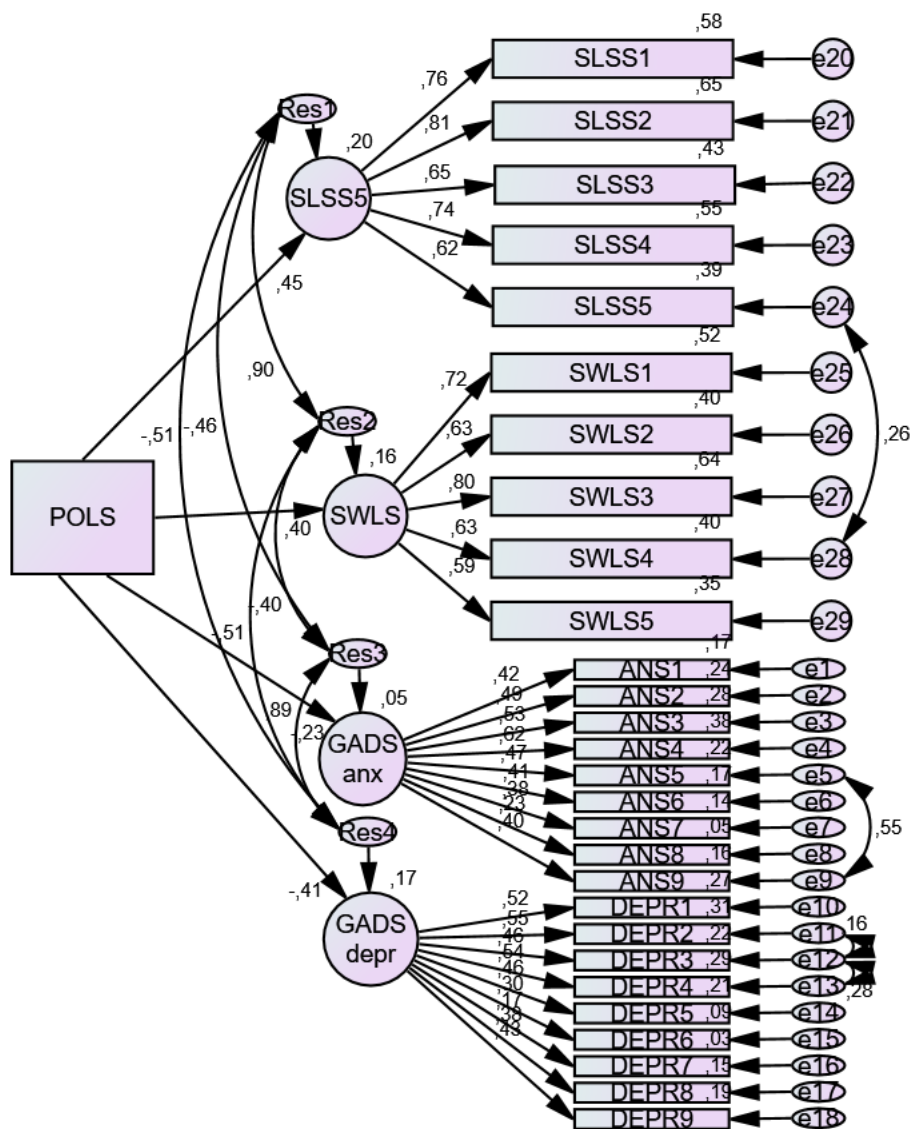 ,58
SLSS1
e20
,76
,65
Res1
,81
SLSS2
e21
,20
,43
,65
SLSS3
e22
SLSS5
,74
,55
SLSS4
e23
,62
,39
,45
SLSS5
e24
,52
,90
,72
SWLS1
e25
,40
Res2
,63
SWLS2
e26
,26
-,51
-,46
,16
,64
,80
SWLS3
e27
POLS
SWLS
,40
,63
,40
SWLS4
e28
,59
,35
-,40
SWLS5
e29
-,51
,17
Res3
,42
ANS1
,24
e1
,49
ANS2
,28
e2
,05
,53
ANS3
,38
e3
89
-,23
GADS
anx
,62
ANS4
,22
e4
,47
ANS5
,17
e5
,41
ANS6
,14
e6
,38
ANS7
,05
e7
,55
Res4
,23
ANS8
,16
e8
,40
ANS9
,27
e9
-,41
,17
,52
DEPR1
,31
e10
16
GADS
depr
,55
DEPR2
,22
e11
,46
DEPR3
,29
e12
,54
DEPR4
,21
e13
,28
,46
DEPR5
,09
e14
,30
DEPR6
,03
e15
,17
DEPR7
,15
e16
,38
DEPR8
,19
e17
,43
DEPR9
e18